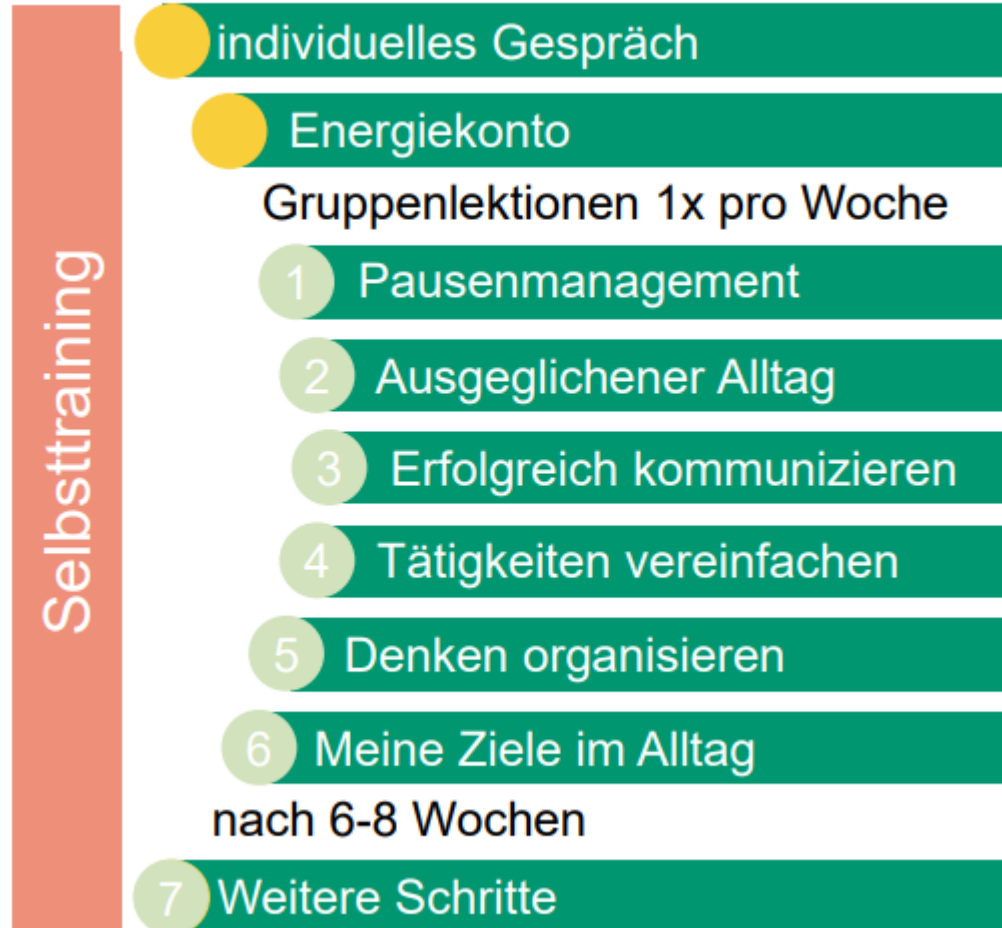 Selbsttraining
individuelles Gespräch
Energiekonto
Gruppenlektionen 1x pro Woche
1 Pausenmanagement
2 Ausgeglichener Alltag
3 Erfolgreich kommunizieren
4 Tätigkeiten vereinfachen
5 Denken organisieren
6 Meine Ziele im Alltag
nach 6-8 Wochen
7 Weitere Schritte